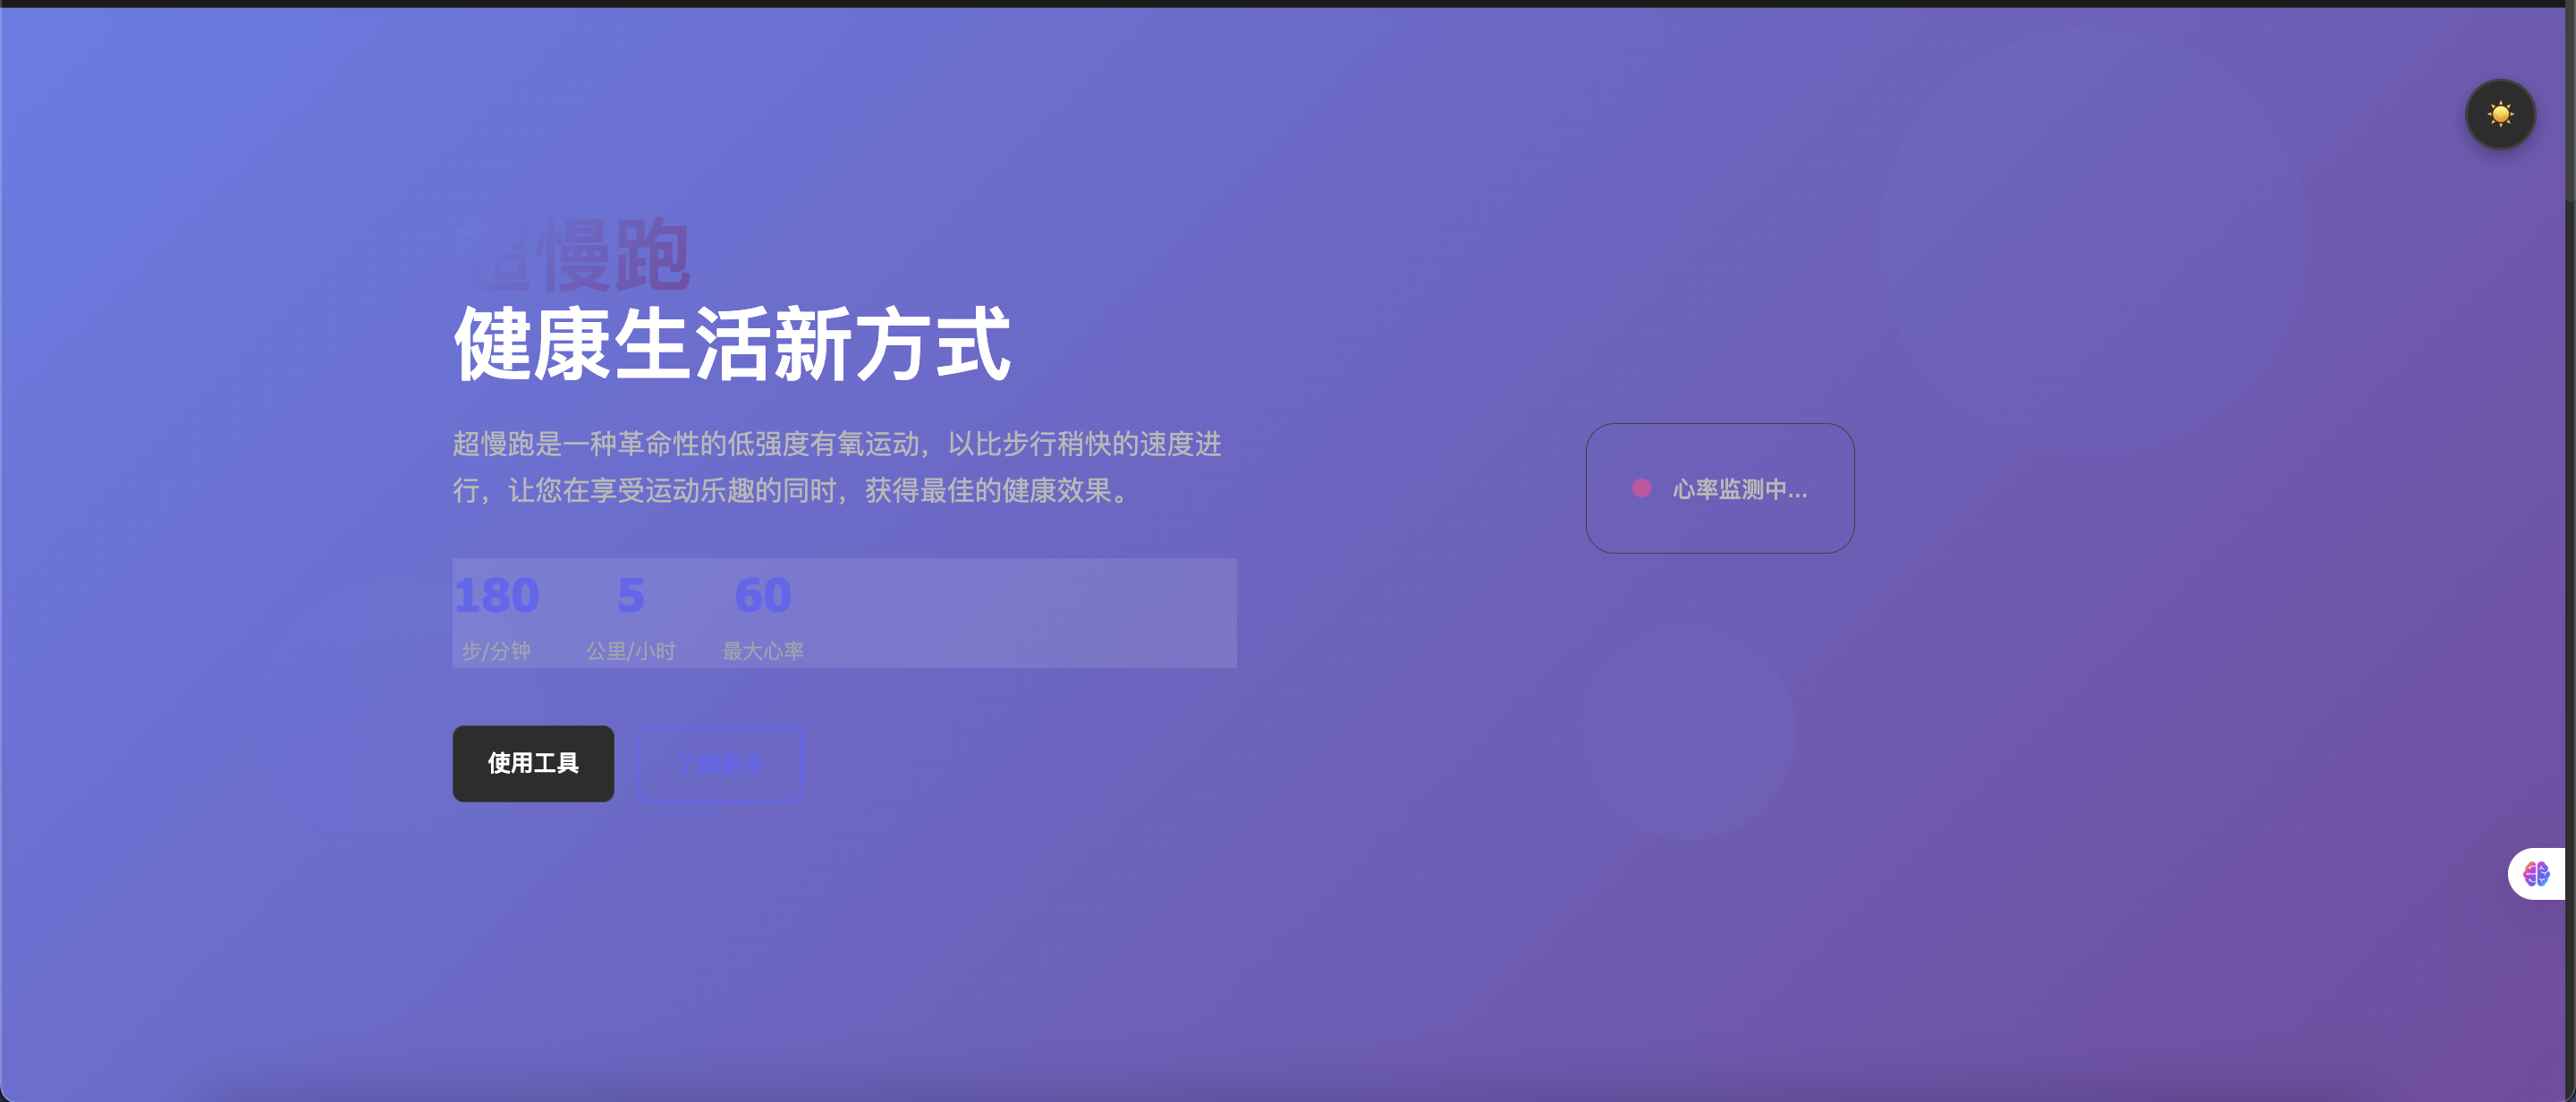 超慢跑
健康生活新方式
超慢跑是一种革命性的低强度有氧运动，以比步行稍快的速度进
行，让您在享受运动乐趣的同时，获得最佳的健康效果。
180
5
60
步/分钟
公里/小时
最大心率
使用工具
了解更多
心率监测中...